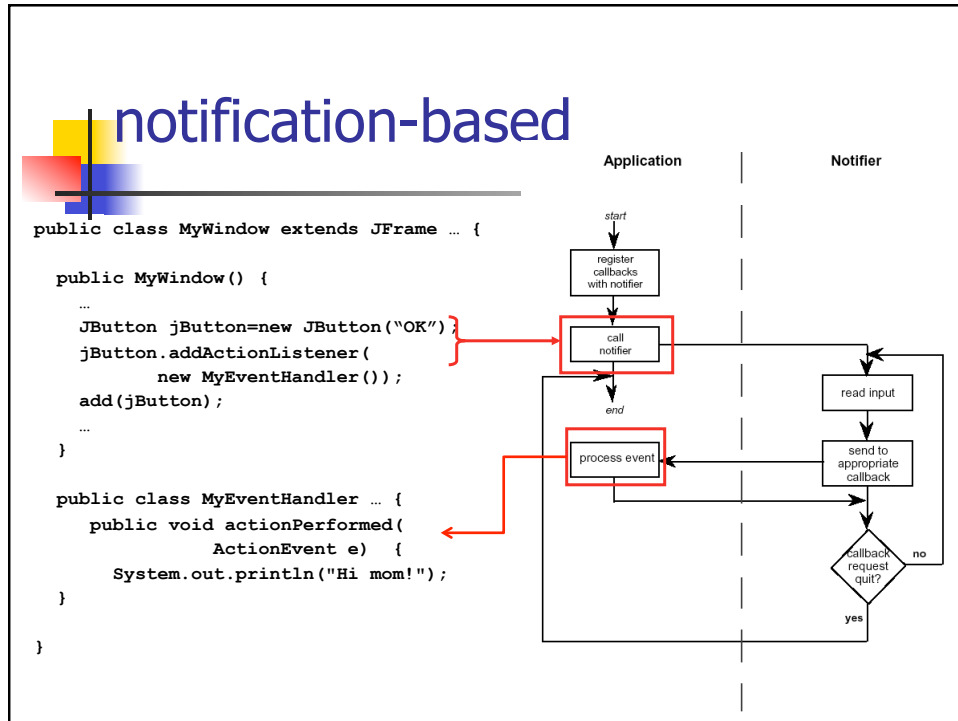 notification-based
public class MyWindow extends JFrame … {
public MyWindow() {
…
JButton jButton=new JButton(“OK”);
jButton.addActionListener(
new MyEventHandler());
add(jButton);
…
}
public class MyEventHandler … {
public void actionPerformed(
ActionEvent e) {
System.out.println("Hi mom!");
}
}
Application
Notifier
start
register
callbacks
with notifier
call
notifier
end
read input
process event
send to
appropriate
callback
callback
request
quit?
no
yes